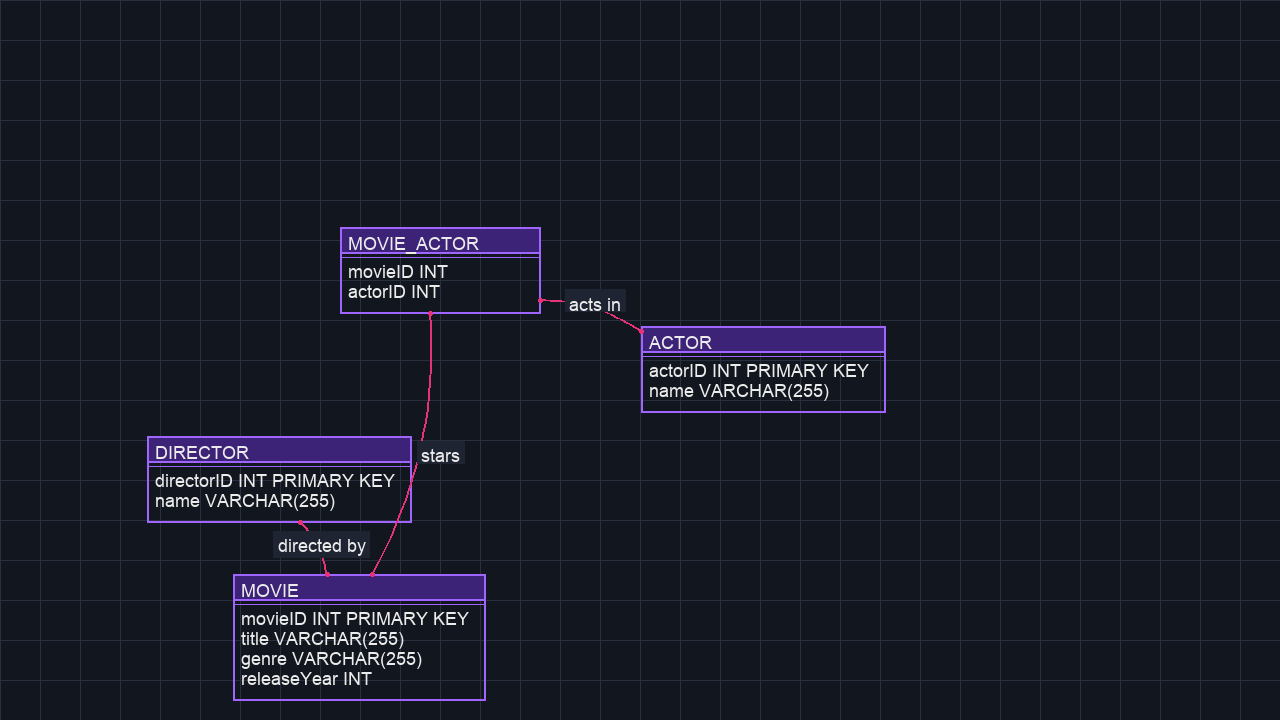 MOVIE_ACTOR
movieID INT
actorID INT
acts in
ACTOR
actorID INT PRIMARY KEY
name VARCHAR(255)
DIRECTOR
directorID INT PRIMARY KEY
name VARCHAR(255)
stars
directed by
MOVIE
movieID INT PRIMARY KEY
title VARCHAR(255)
genre VARCHAR(255)
releaseYear INT